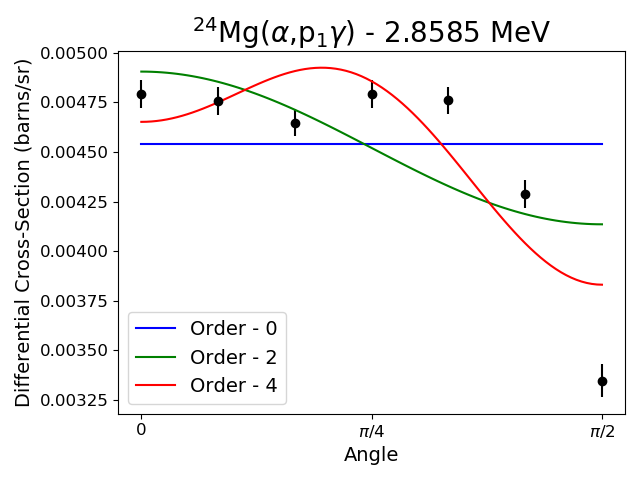 ²⁴Mg(α,p₁γ) - 2.8585 MeV
Differential Cross-Section (barns/sr)
0.00500
0.00475
0.00450
0.00425
0.00400
0.00375
0.00350
0.00325
Order - 0
Order - 2
Order - 4
0
π/4
π/2
Angle